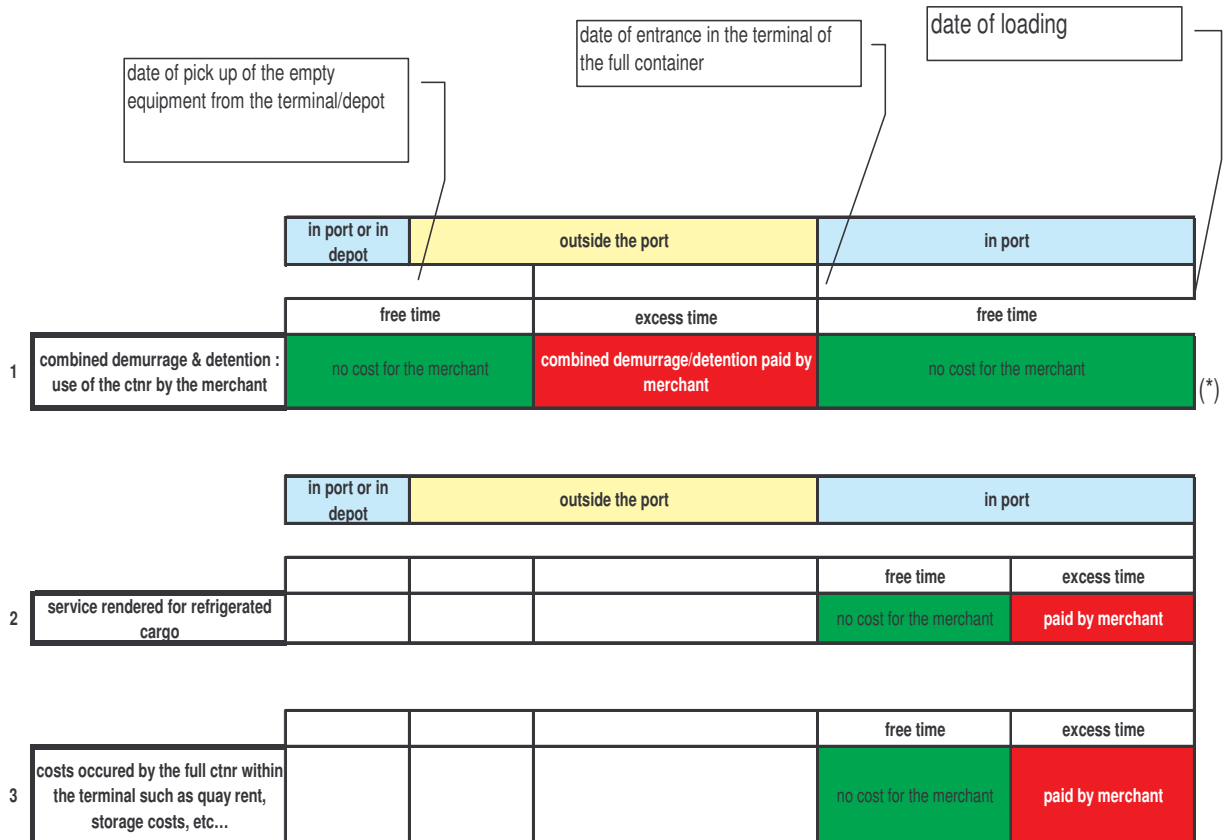 date of pick up of the empty
equipment from the terminal/depot
date of entrance in the terminal of
the full container
date of loading
in port or in
depot
outside the port
in port
free time
excess time
free time
1
combined demurrage & detention :
use of the ctnr by the merchant
no cost for the merchant
combined demurrage/detention paid by
merchant
no cost for the merchant
(*)
in port or in
depot
outside the port
in port
free time
excess time
2
service rendered for refrigerated
cargo
no cost for the merchant
paid by merchant
free time
excess time
3
costs occured by the full ctnr within
the terminal such as quay rent,
storage costs, etc…
no cost for the merchant
paid by merchant